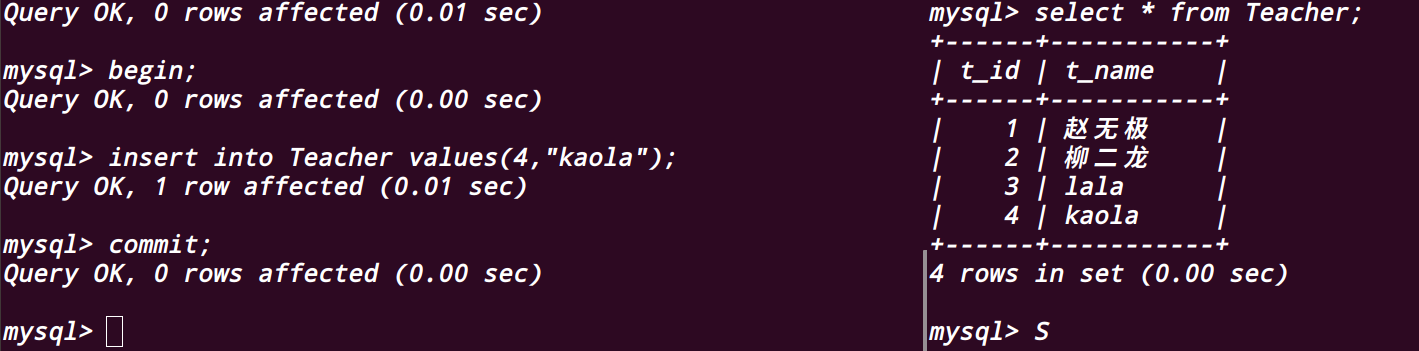 Query OK, 0 rows affected (0.01 sec)
mysql> begin;
Query OK, 0 rows affected (0.00 sec)
mysql> insert into Teacher values(4,"kaola");
Query OK, 1 row affected (0.01 sec)
mysql> commit;
Query OK, 0 rows affected (0.00 sec)
mysql>
mysql> select * from Teacher;
+------+-----------+
| t_id | t_name    |
+------+-----------+
|    1 | 赵无极    |
|    2 | 柳二龙    |
|    3 | lala      |
|    4 | kaola     |
+------+-----------+
4 rows in set (0.00 sec)
mysql> S